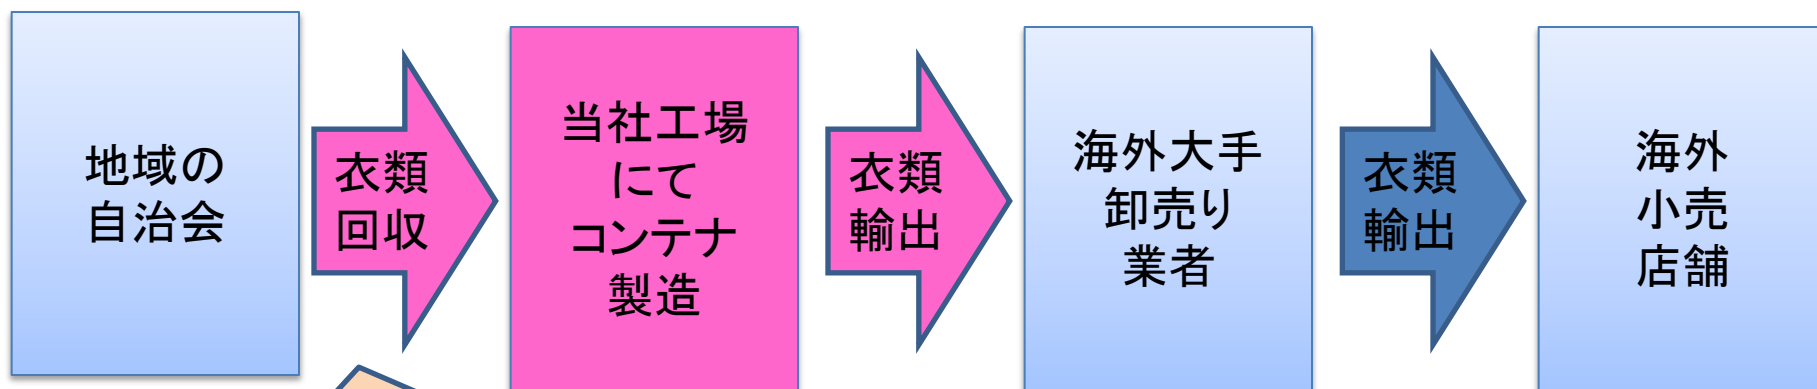 地域の
自治会
衣類
回収
当社工場
にて
コンテナ
製造
衣類
輸出
海外大手
卸売り
業者
衣類
輸出
海外
小売
店舗